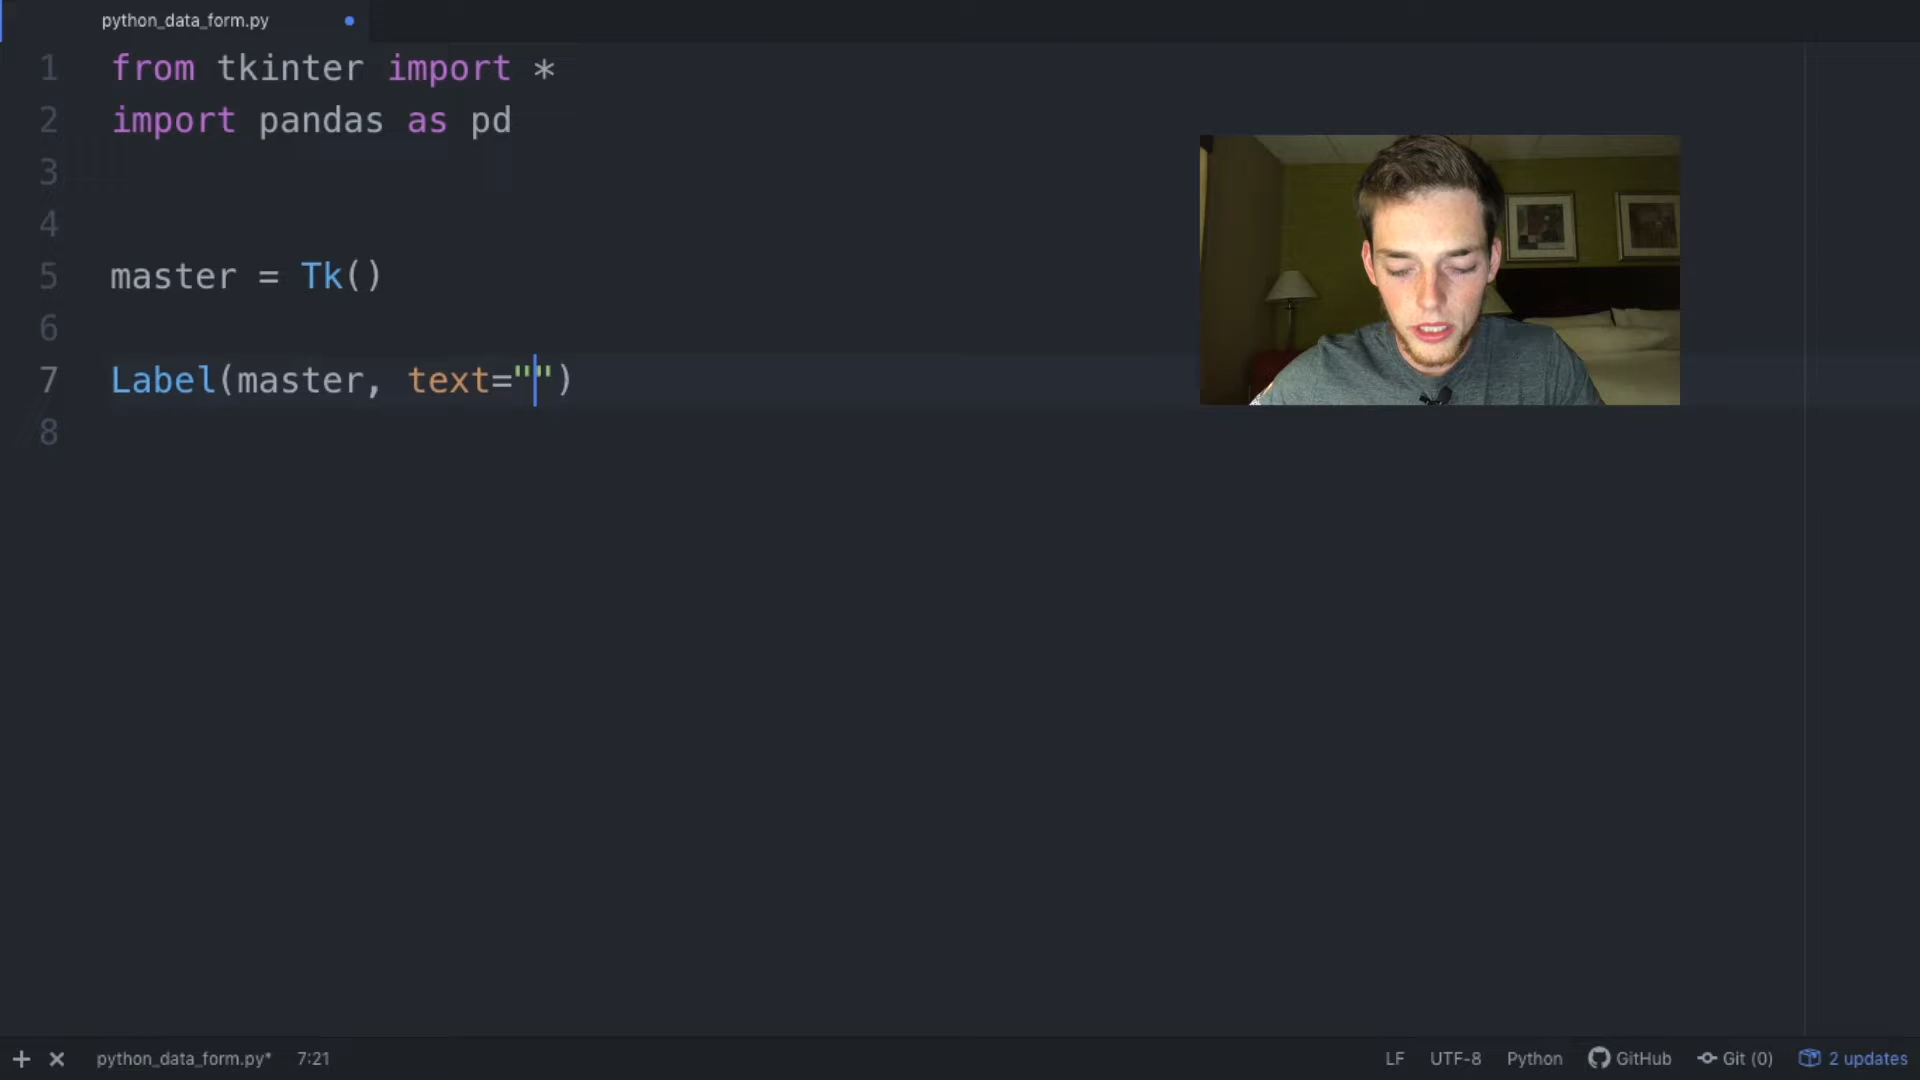 python_data_form.py
1 from tkinter import *
2 import pandas as pd
3
4
5 master = Tk()
6
7 Label(master, text="")
8
python_data_form.py* 7:21 LF UTF-8 Python GitHub Git (0) 2 updates